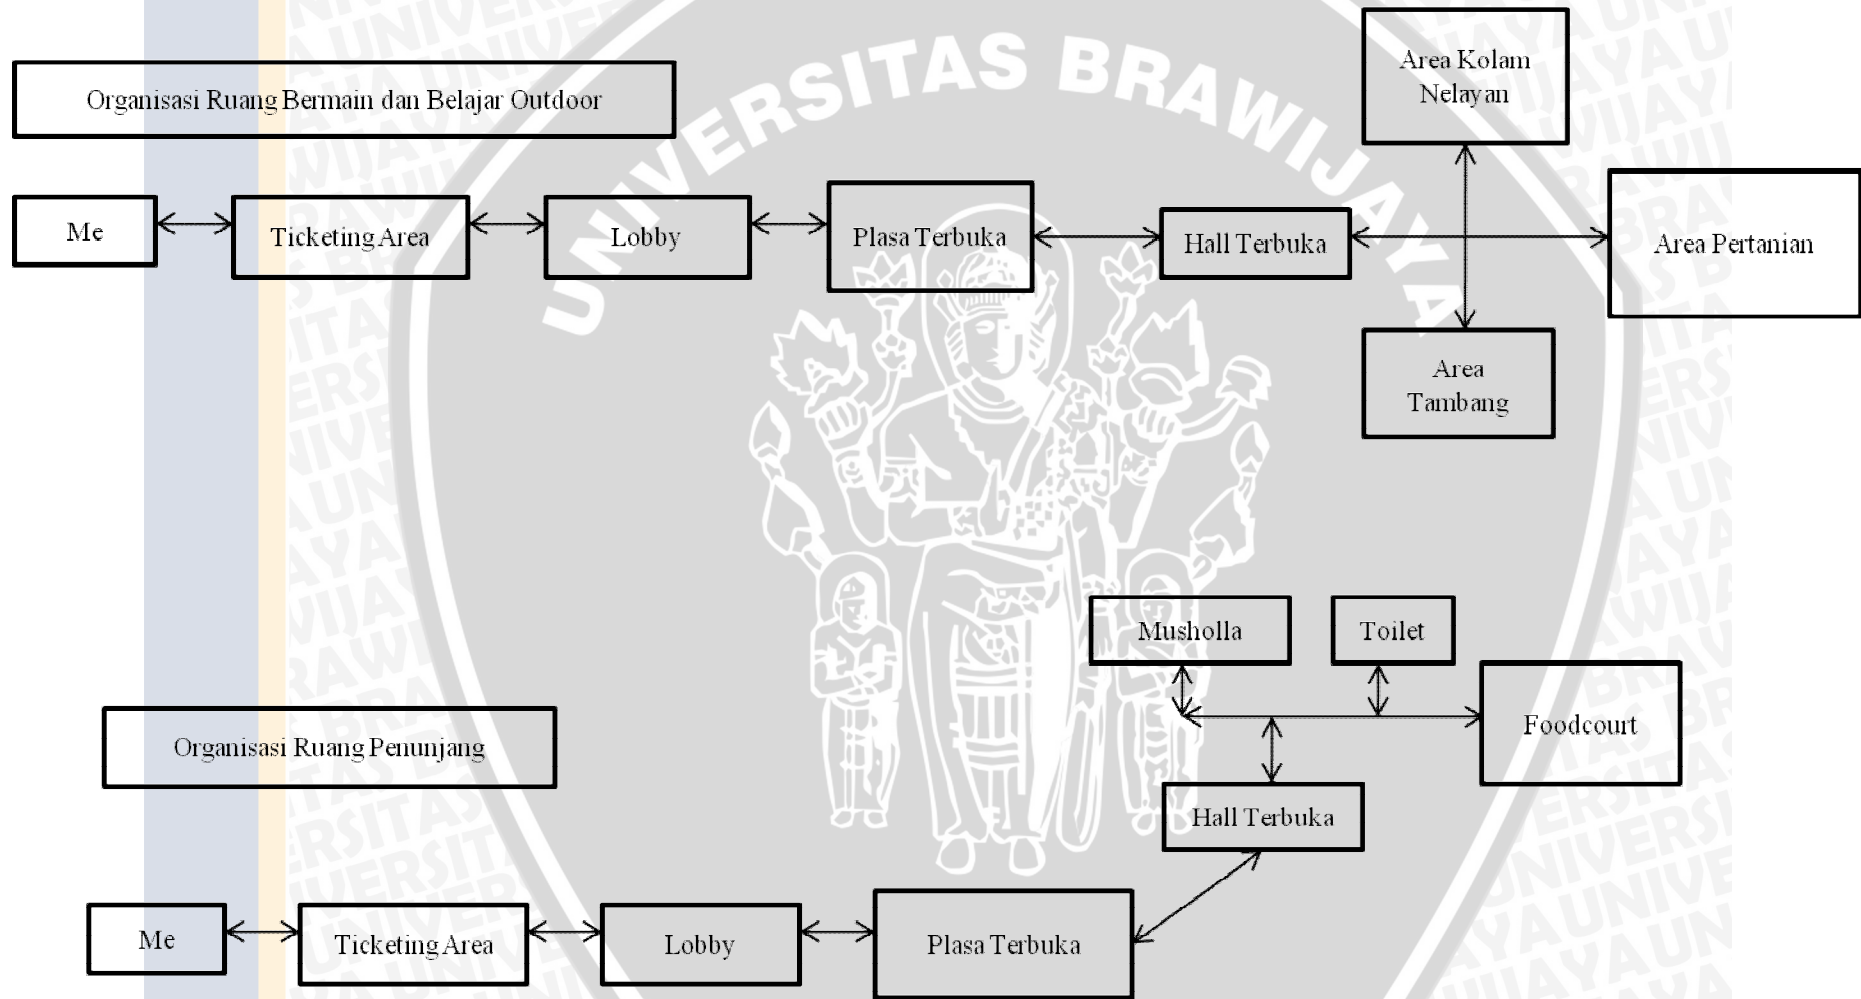 UNIVERSITAS BRAWIJAYA
Organisasi Ruang Bermain dan Belajar Outdoor
Me
Ticketing Area
Lobby
Plasa Terbuka
Hall Terbuka
Area Kolam
Nelayan
Area Pertanian
Area
Tambang
Organisasi Ruang Penunjang
Musholla
Toilet
Foodcourt
Hall Terbuka
Me
Ticketing Area
Lobby
Plasa Terbuka